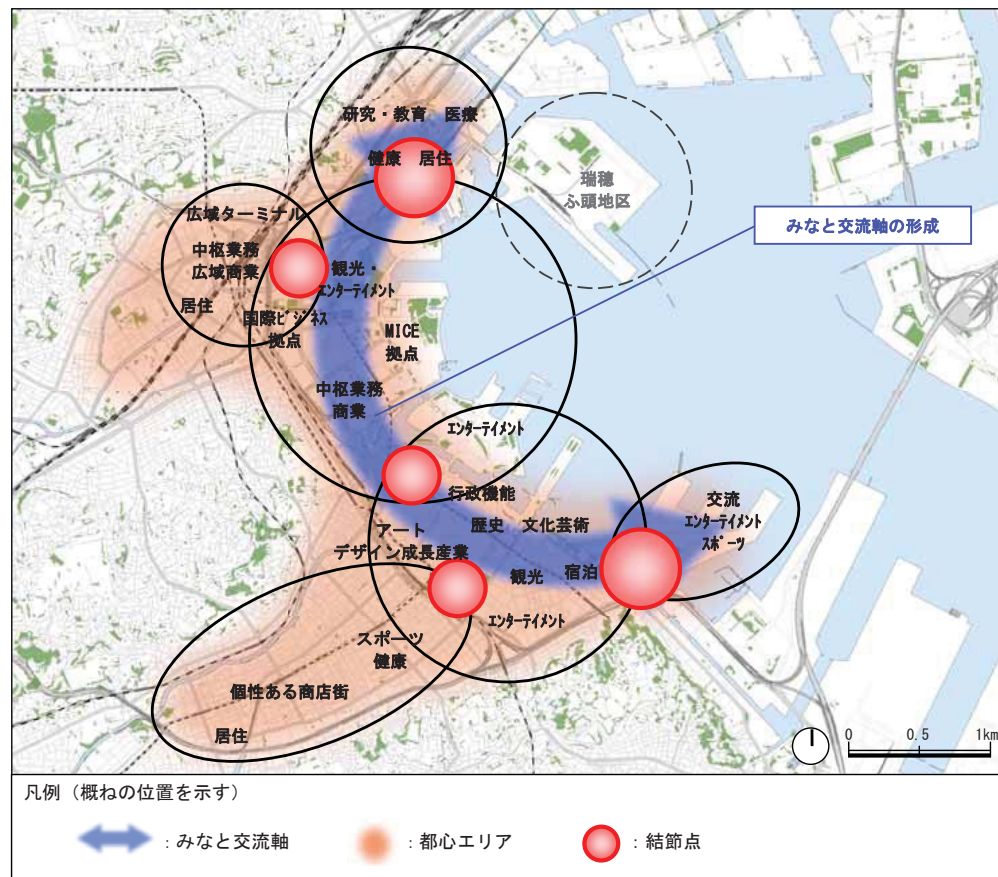 研究・教育　医療
健康　居住
瑞穂
ふ頭地区
みなと交流軸の形成
広域ターミナル
中枢業務
広域商業
居住
観光・
エンターテイメント
国際ビジネス
拠点
MICE
拠点
中枢業務
商業
エンターテイメント
行政機能
歴史　文化芸術
アート
デザイン成長産業
観光
宿泊
エンターテイメント
交流
エンターテイメント
スポーツ
スポーツ
健康
個性ある商店街
居住
0　0.5　1km
凡例（概ねの位置を示す）
：みなと交流軸　：都心エリア　：結節点